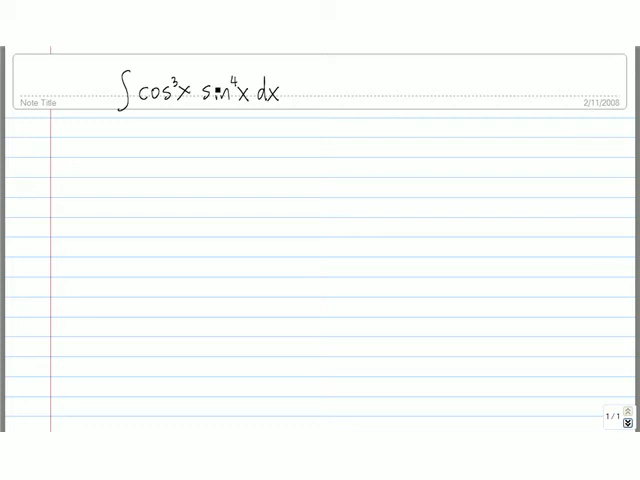 ∫ cos³x sin⁴x dx
Note Title
2/11/2008
1 / 1